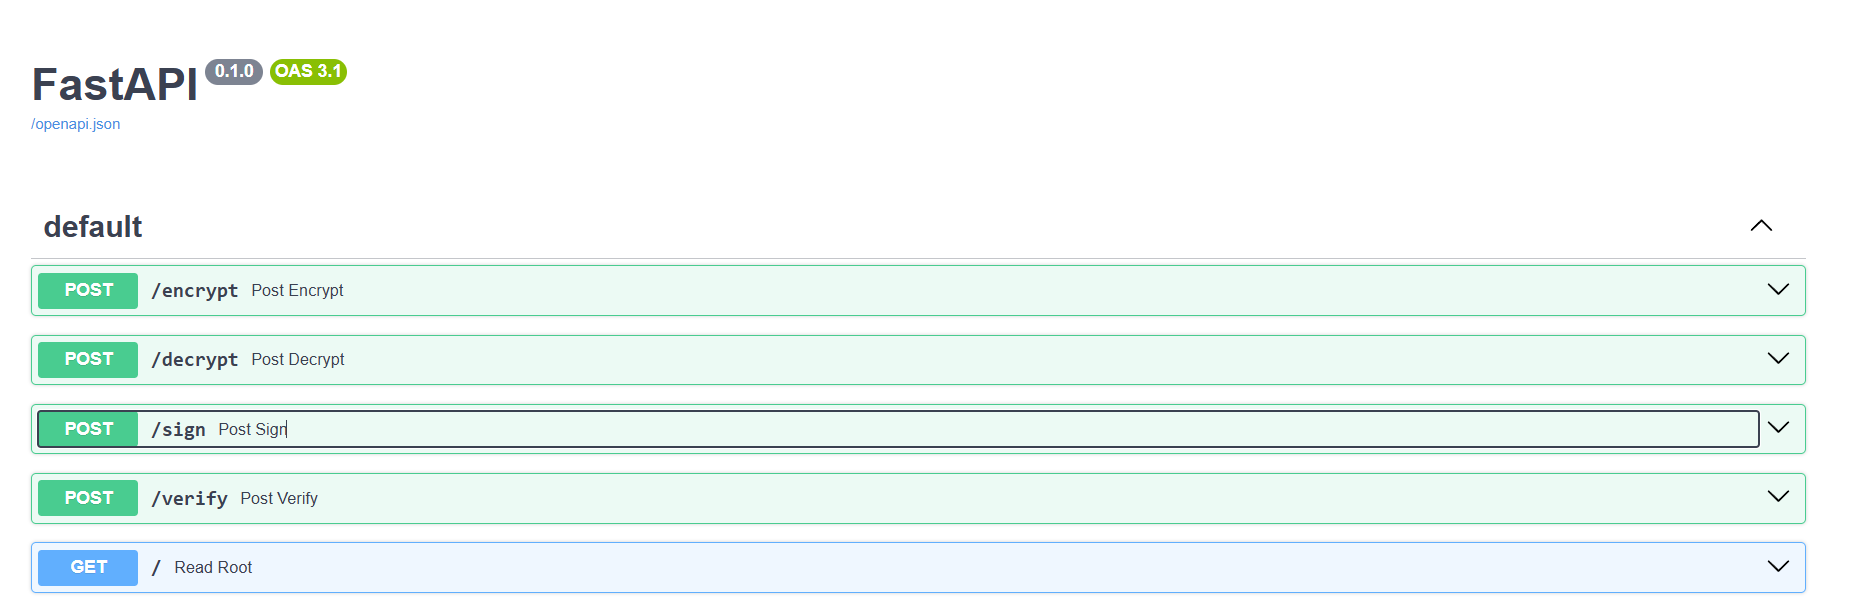 FastAPI 0.1.0 OAS 3.1
/openapi.json
default
POST /encrypt Post Encrypt
POST /decrypt Post Decrypt
POST /sign Post Sign
POST /verify Post Verify
GET / Read Root